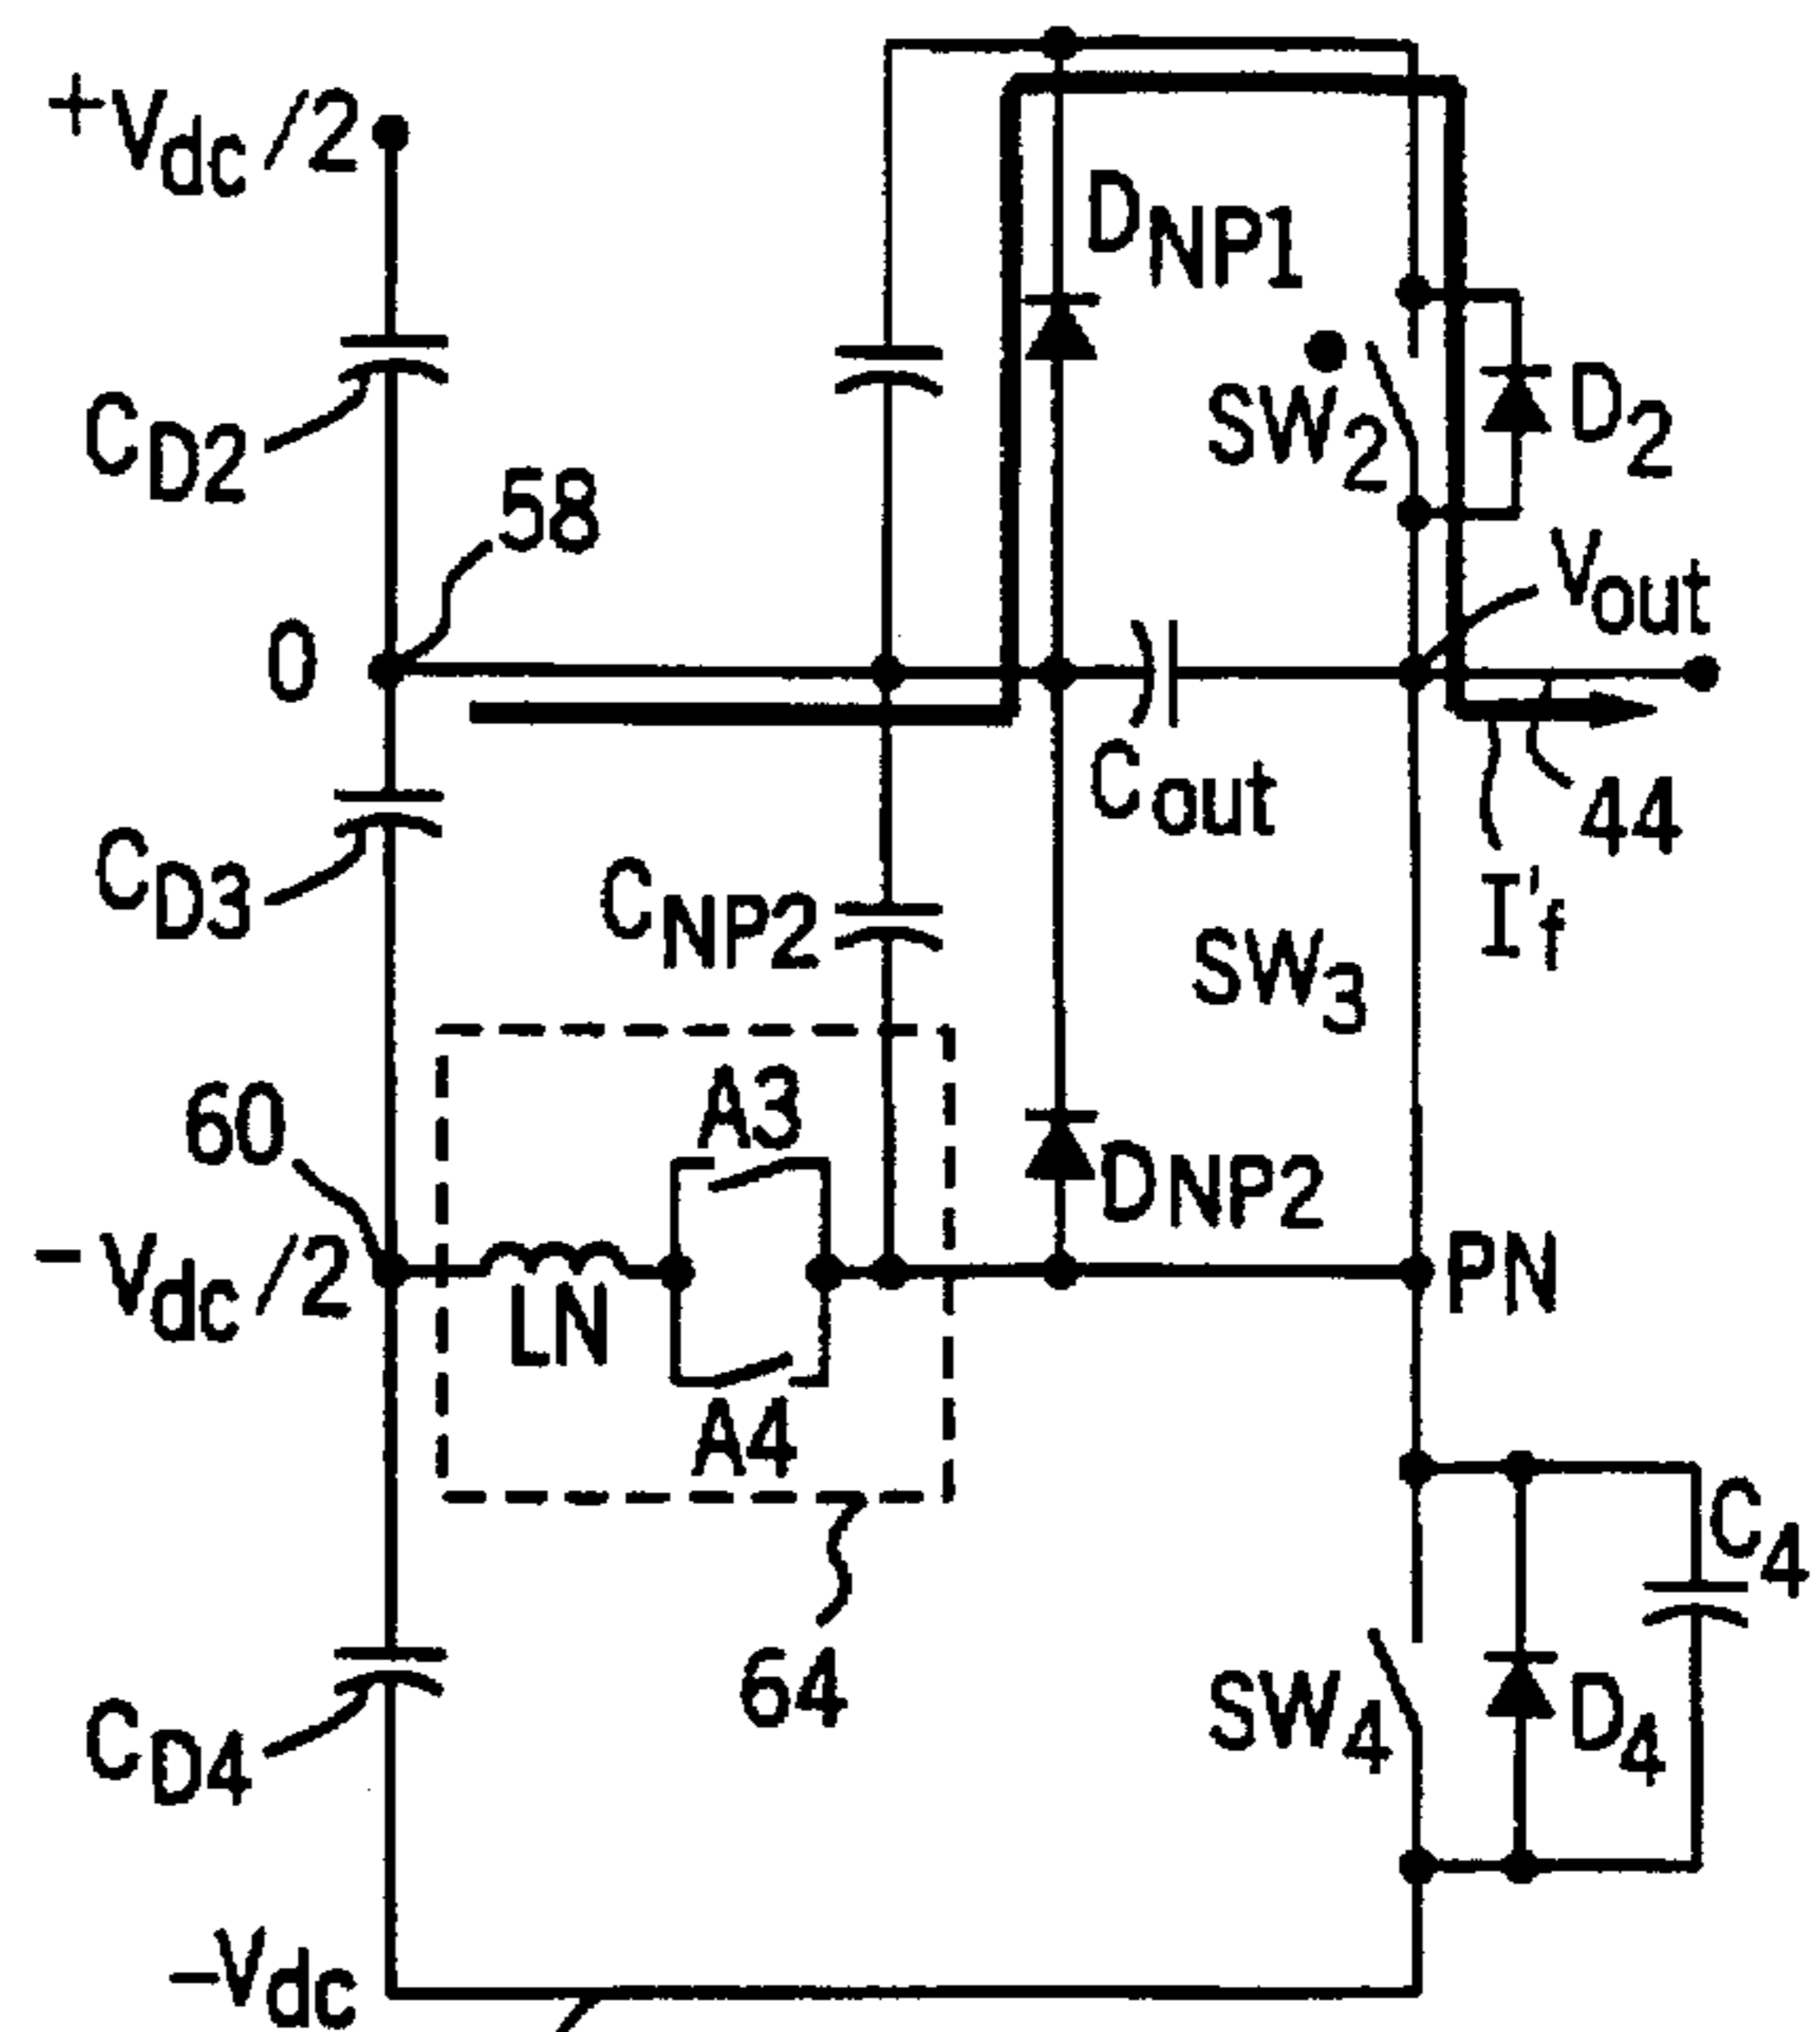 +Vdc/2
DNP1
CD2
SW2
D2
58
Vout
0
Cout
44
CD3
CNP2
I'f
SW3
A3
60
DNP2
-Vdc/2
LN
PN
A4
C4
64
SW4
D4
CD4
-Vdc